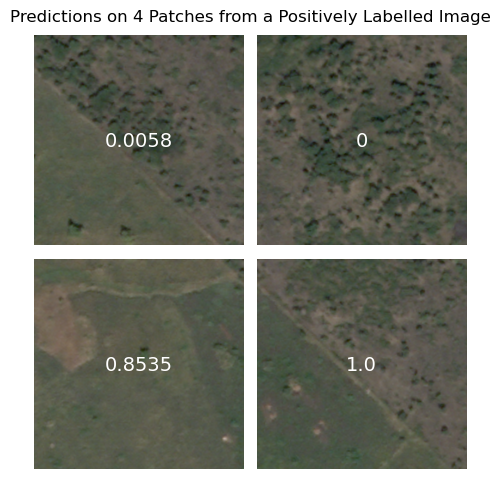 Predictions on 4 Patches from a Positively Labelled Image
0.0058
0
0.8535
1.0